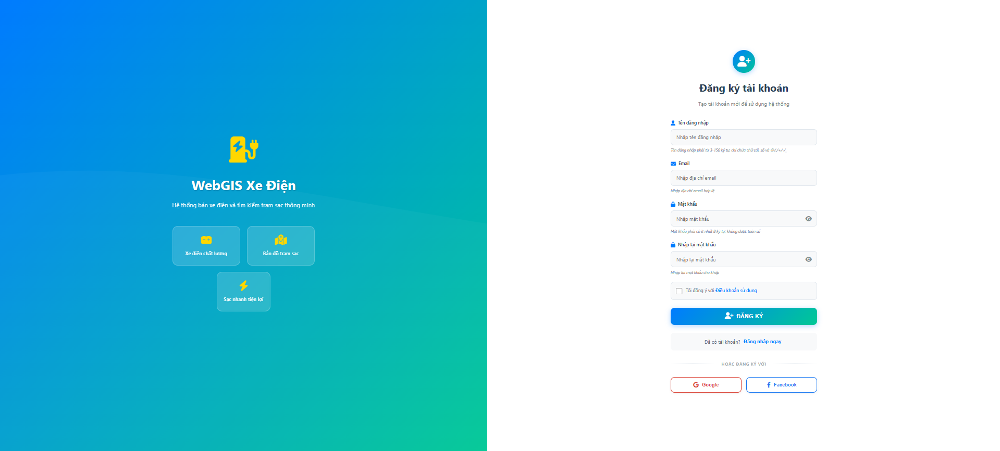 WebGIS Xe Điện
Hệ thống bán xe điện và tìm kiếm trạm sạc thông minh
Xe điện chất lượng
Bản đồ trạm sạc
Sạc nhanh tiện lợi
Đăng ký tài khoản
Tạo tài khoản mới để sử dụng hệ thống
Tên đăng nhập
Nhập tên đăng nhập
Tên đăng nhập phải từ 3-150 ký tự, chỉ chứa chữ cái, số và @/./+/-/_
Email
Nhập địa chỉ email
Nhập địa chỉ email hợp lệ
Mật khẩu
Nhập mật khẩu
Mật khẩu phải có ít nhất 8 ký tự, không được toàn số
Nhập lại mật khẩu
Nhập lại mật khẩu
Nhập lại mật khẩu cho khớp
Tôi đồng ý với Điều khoản sử dụng
ĐĂNG KÝ
Đã có tài khoản? Đăng nhập ngay
HOẶC ĐĂNG KÝ VỚI
Google
Facebook